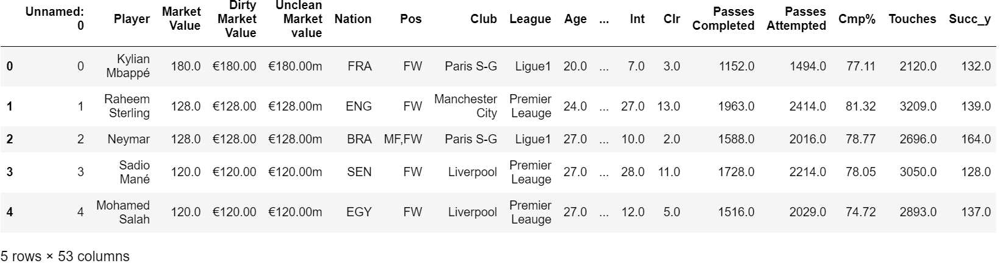 Unnamed: 0 Player Market Value Dirty Market Value Unclean Market value Nation Pos Club League Age ... Int Clr Passes Completed Passes Attempted Cmp% Touches Succ_y
0 0 Kylian Mbappé 180.0 €180.00 €180.00m FRA FW Paris S-G Ligue1 20.0 ... 7.0 3.0 1152.0 1494.0 77.11 2120.0 132.0
1 1 Raheem Sterling 128.0 €128.00 €128.00m ENG FW Manchester City Premier Leauge 24.0 ... 27.0 13.0 1963.0 2414.0 81.32 3209.0 139.0
2 2 Neymar 128.0 €128.00 €128.00m BRA MF,FW Paris S-G Ligue1 27.0 ... 10.0 2.0 1588.0 2016.0 78.77 2696.0 164.0
3 3 Sadio Mané 120.0 €120.00 €120.00m SEN FW Liverpool Premier Leauge 27.0 ... 28.0 11.0 1728.0 2214.0 78.05 3050.0 128.0
4 4 Mohamed Salah 120.0 €120.00 €120.00m EGY FW Liverpool Premier Leauge 27.0 ... 12.0 5.0 1516.0 2029.0 74.72 2893.0 137.0
5 rows × 53 columns